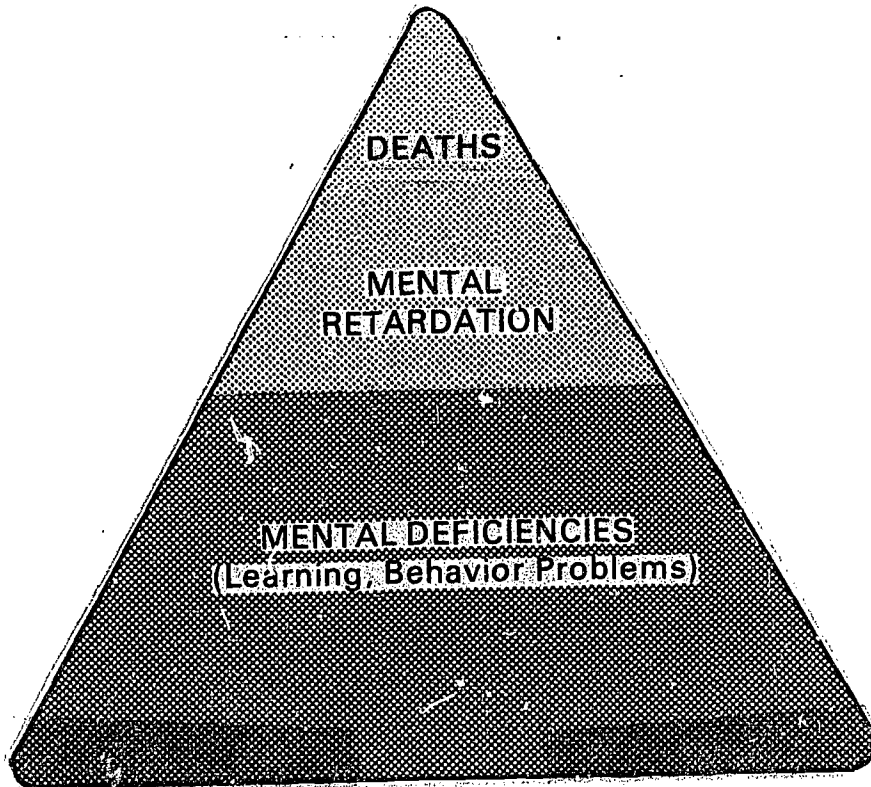 DEATHS
MENTAL
RETARDATION
MENTAL DEFICIENCIES
(Learning, Behavior Problems)